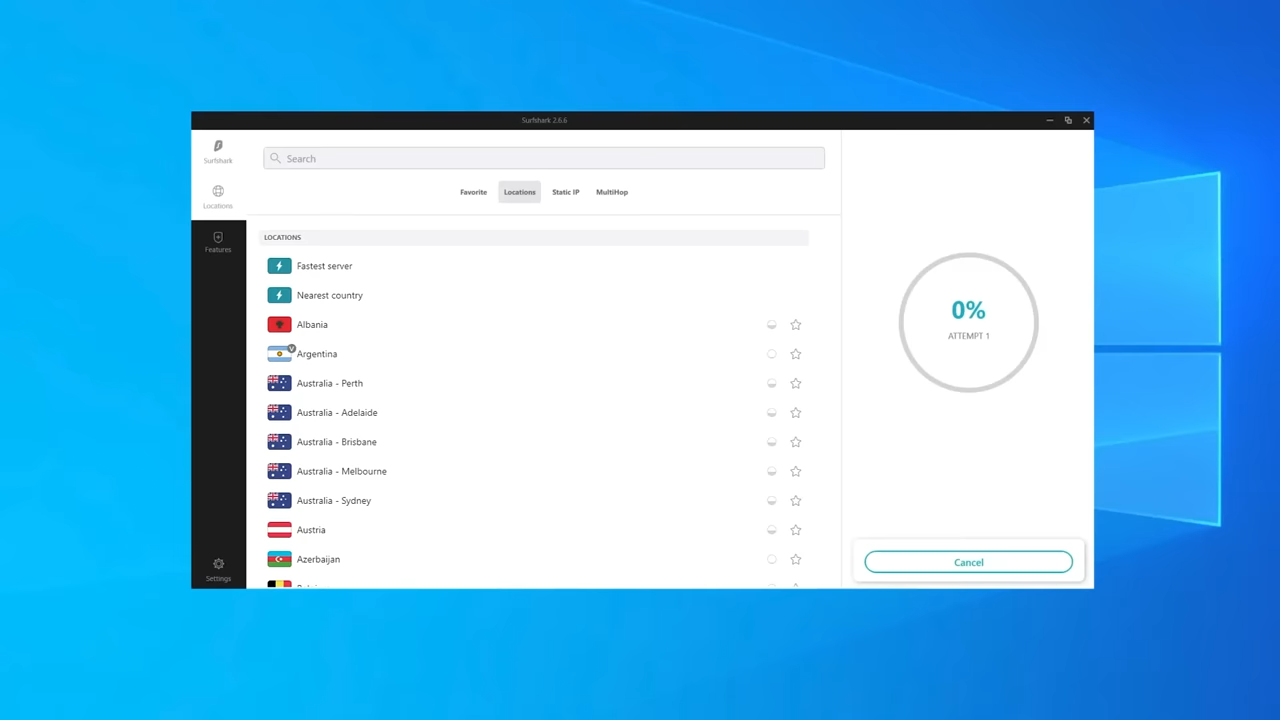 Surfshark 2.6.6
Surfshark
Search
Locations
Favorite Locations Static IP MultiHop
Features
LOCATIONS
Fastest server
Nearest country
0%
Albania
ATTEMPT 1
V
Argentina
Australia - Perth
Australia - Adelaide
Australia - Brisbane
Australia - Melbourne
Australia - Sydney
Austria
Azerbaijan
Cancel
Settings